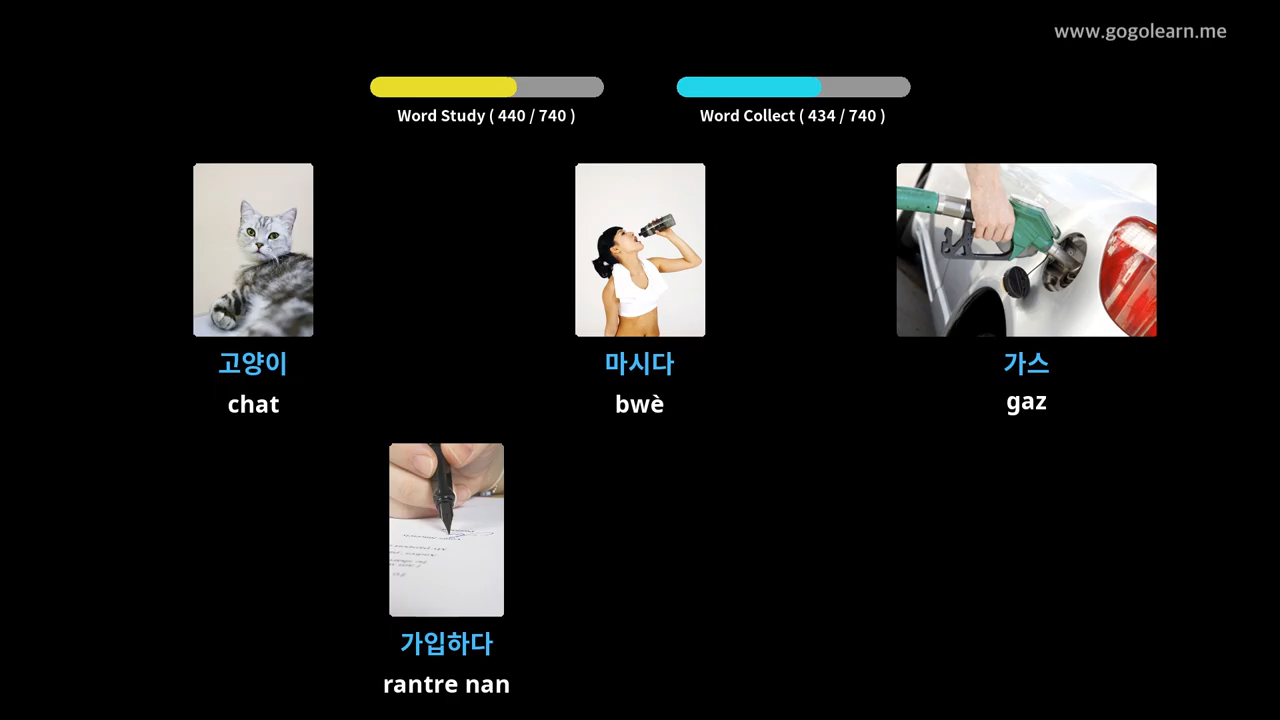 www.gogolearn.me
Word Study ( 440 / 740 )
Word Collect ( 434 / 740 )
고양이
chat
마시다
bwè
가스
gaz
가입하다
rantre nan